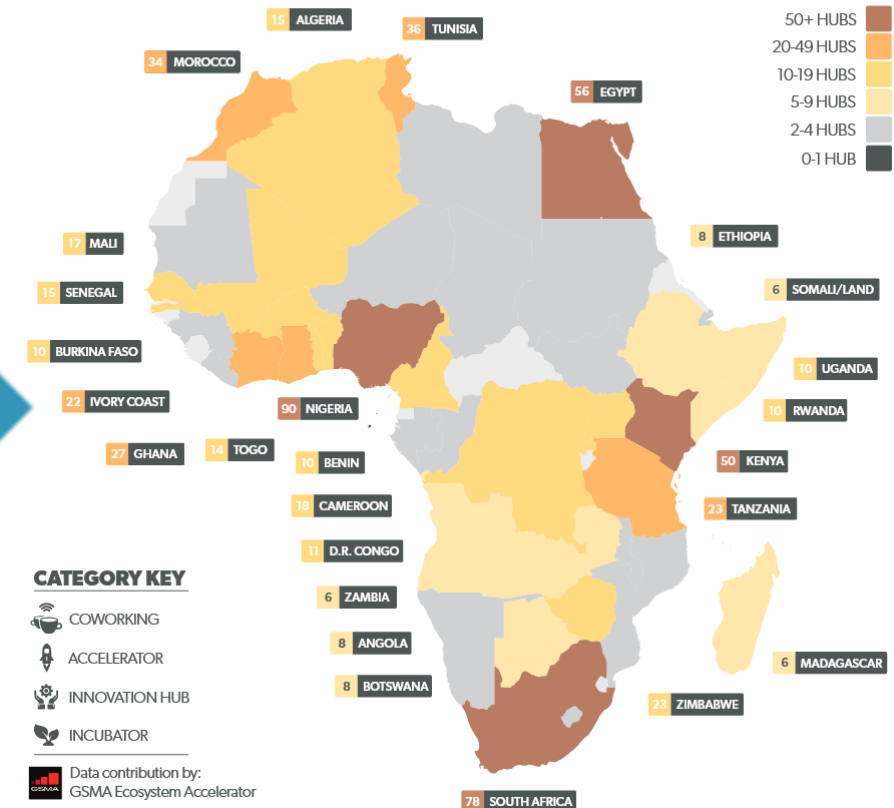 15 ALGERIA
36 TUNISIA
50+ HUBS
20-49 HUBS
10-19 HUBS
5-9 HUBS
2-4 HUBS
0-1 HUB
34 MOROCCO
56 EGYPT
17 MALI
8 ETHIOPIA
15 SENEGAL
6 SOMALI/LAND
10 BURKINA FASO
10 UGANDA
22 IVORY COAST
90 NIGERIA
10 RWANDA
27 GHANA
14 TOGO
10 BENIN
50 KENYA
18 CAMEROON
23 TANZANIA
11 D.R. CONGO
6 ZAMBIA
8 ANGOLA
8 BOTSWANA
6 MADAGASCAR
23 ZIMBABWE
78 SOUTH AFRICA
CATEGORY KEY
COWORKING
ACCELERATOR
INNOVATION HUB
INCUBATOR
GSMA
Data contribution by:
GSMA Ecosystem Accelerator